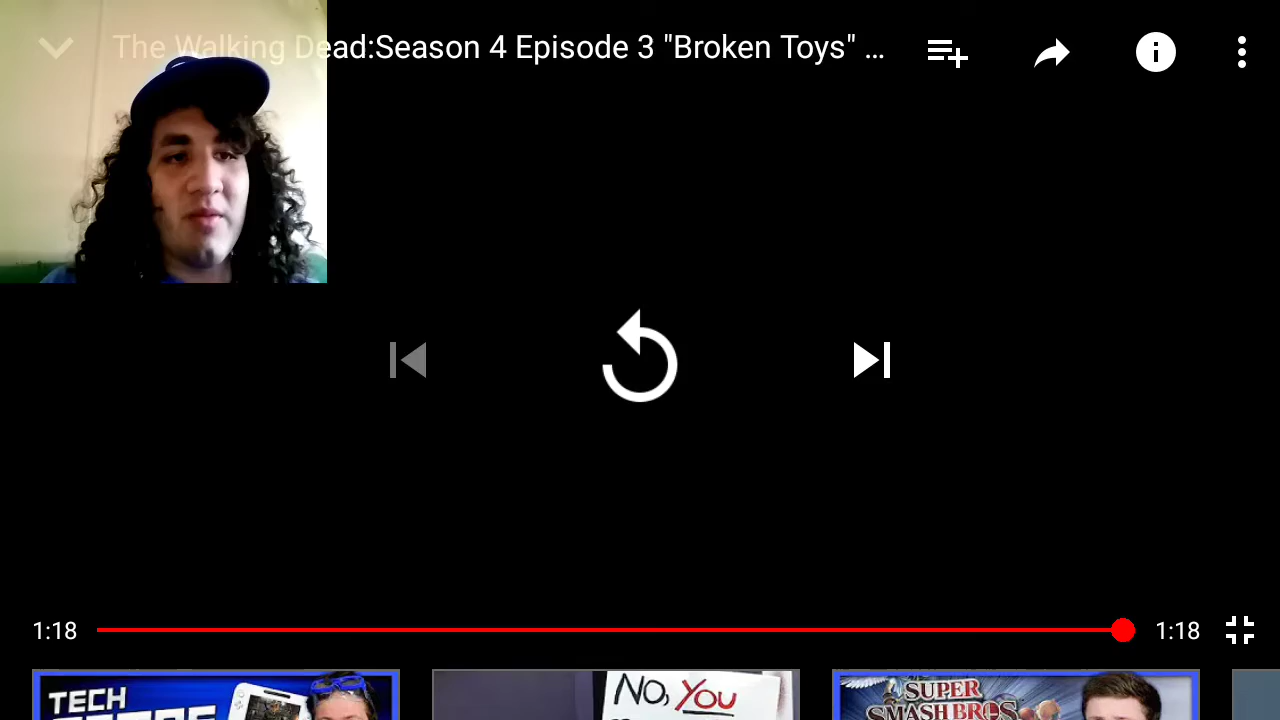 The Walking Dead:Season 4 Episode 3 "Broken Toys" ...
1:18
1:18
TECH
NO, YOU
SUPER
SMASH BROS